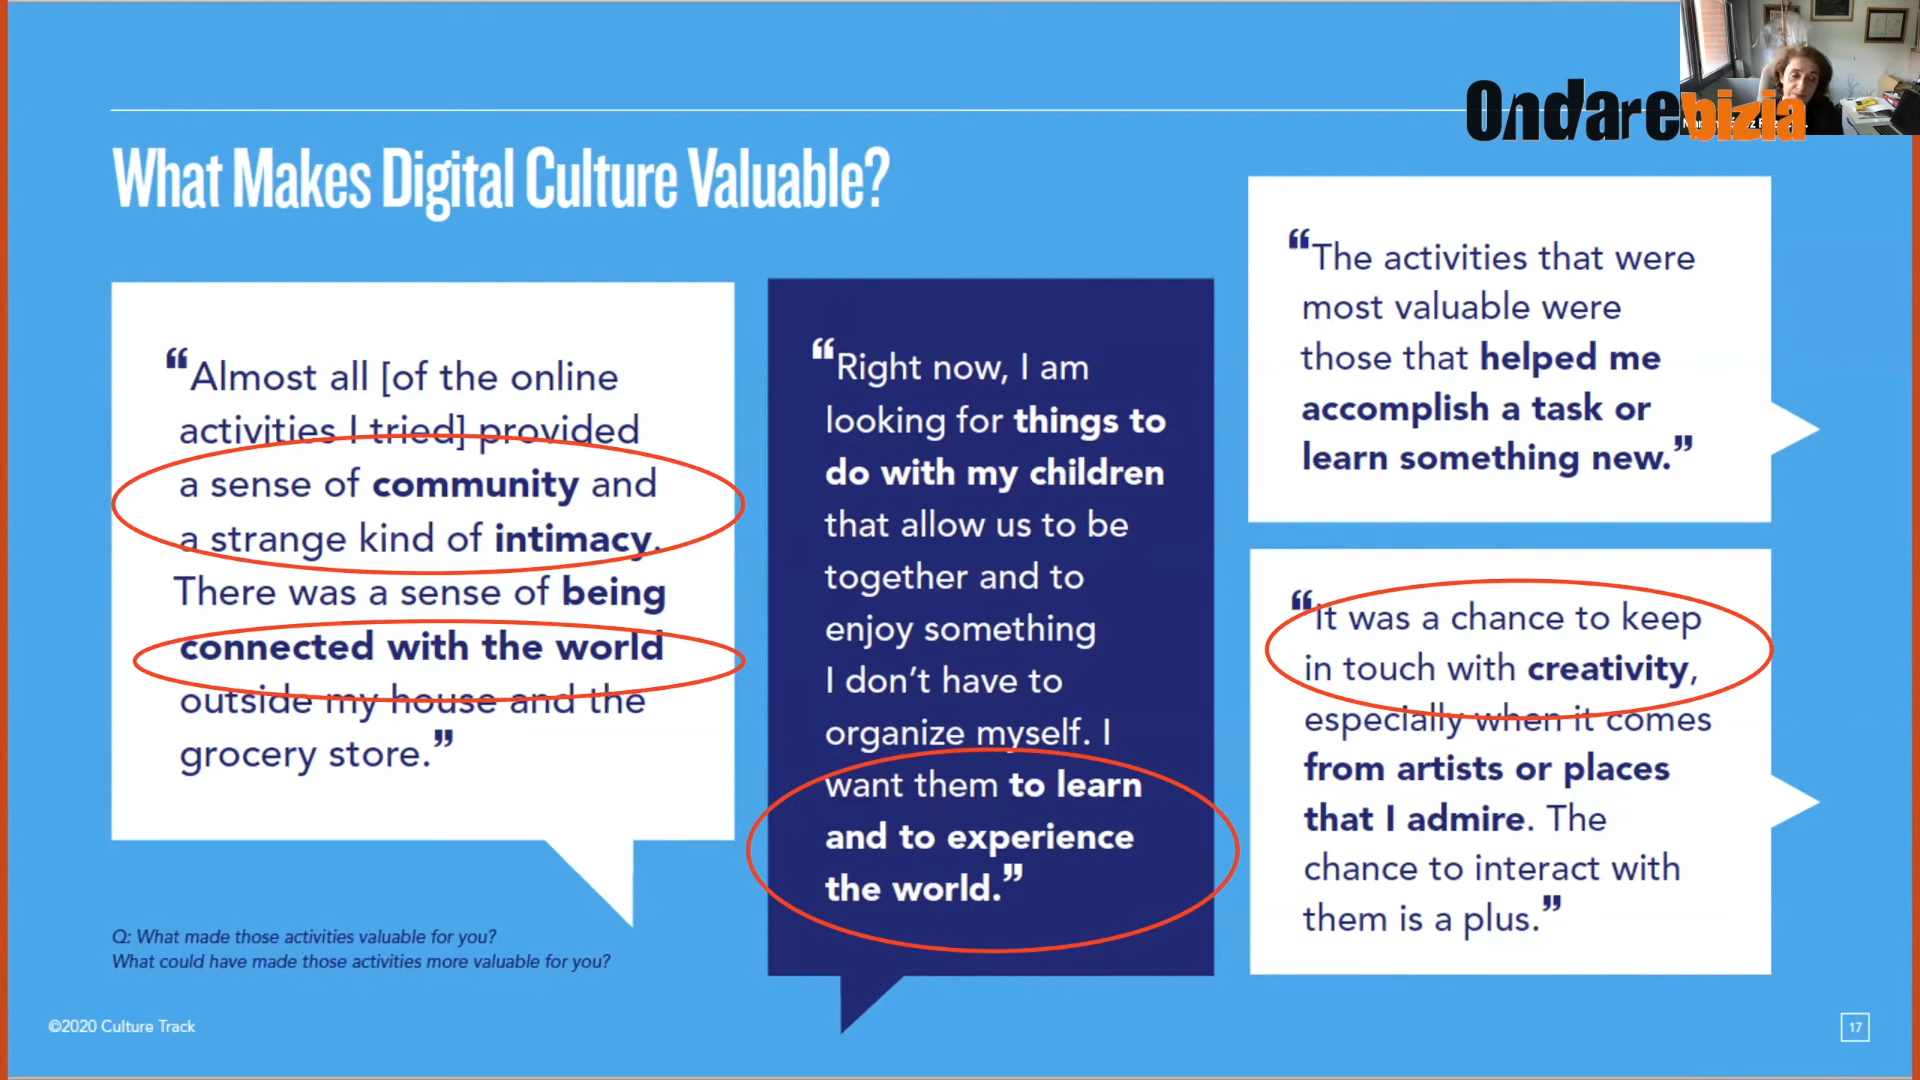 Ondarebizia
What Makes Digital Culture Valuable?
“Almost all [of the online
activities I tried] provided
a sense of community and
a strange kind of intimacy.
There was a sense of being
connected with the world
outside my house and the
grocery store.”
“Right now, I am
looking for things to
do with my children
that allow us to be
together and to
enjoy something
I don’t have to
organize myself. I
want them to learn
and to experience
the world.”
“The activities that were
most valuable were
those that helped me
accomplish a task or
learn something new.”
“It was a chance to keep
in touch with creativity,
especially when it comes
from artists or places
that I admire. The
chance to interact with
them is a plus.”
Q: What made those activities valuable for you?
What could have made those activities more valuable for you?
©2020 Culture Track
17